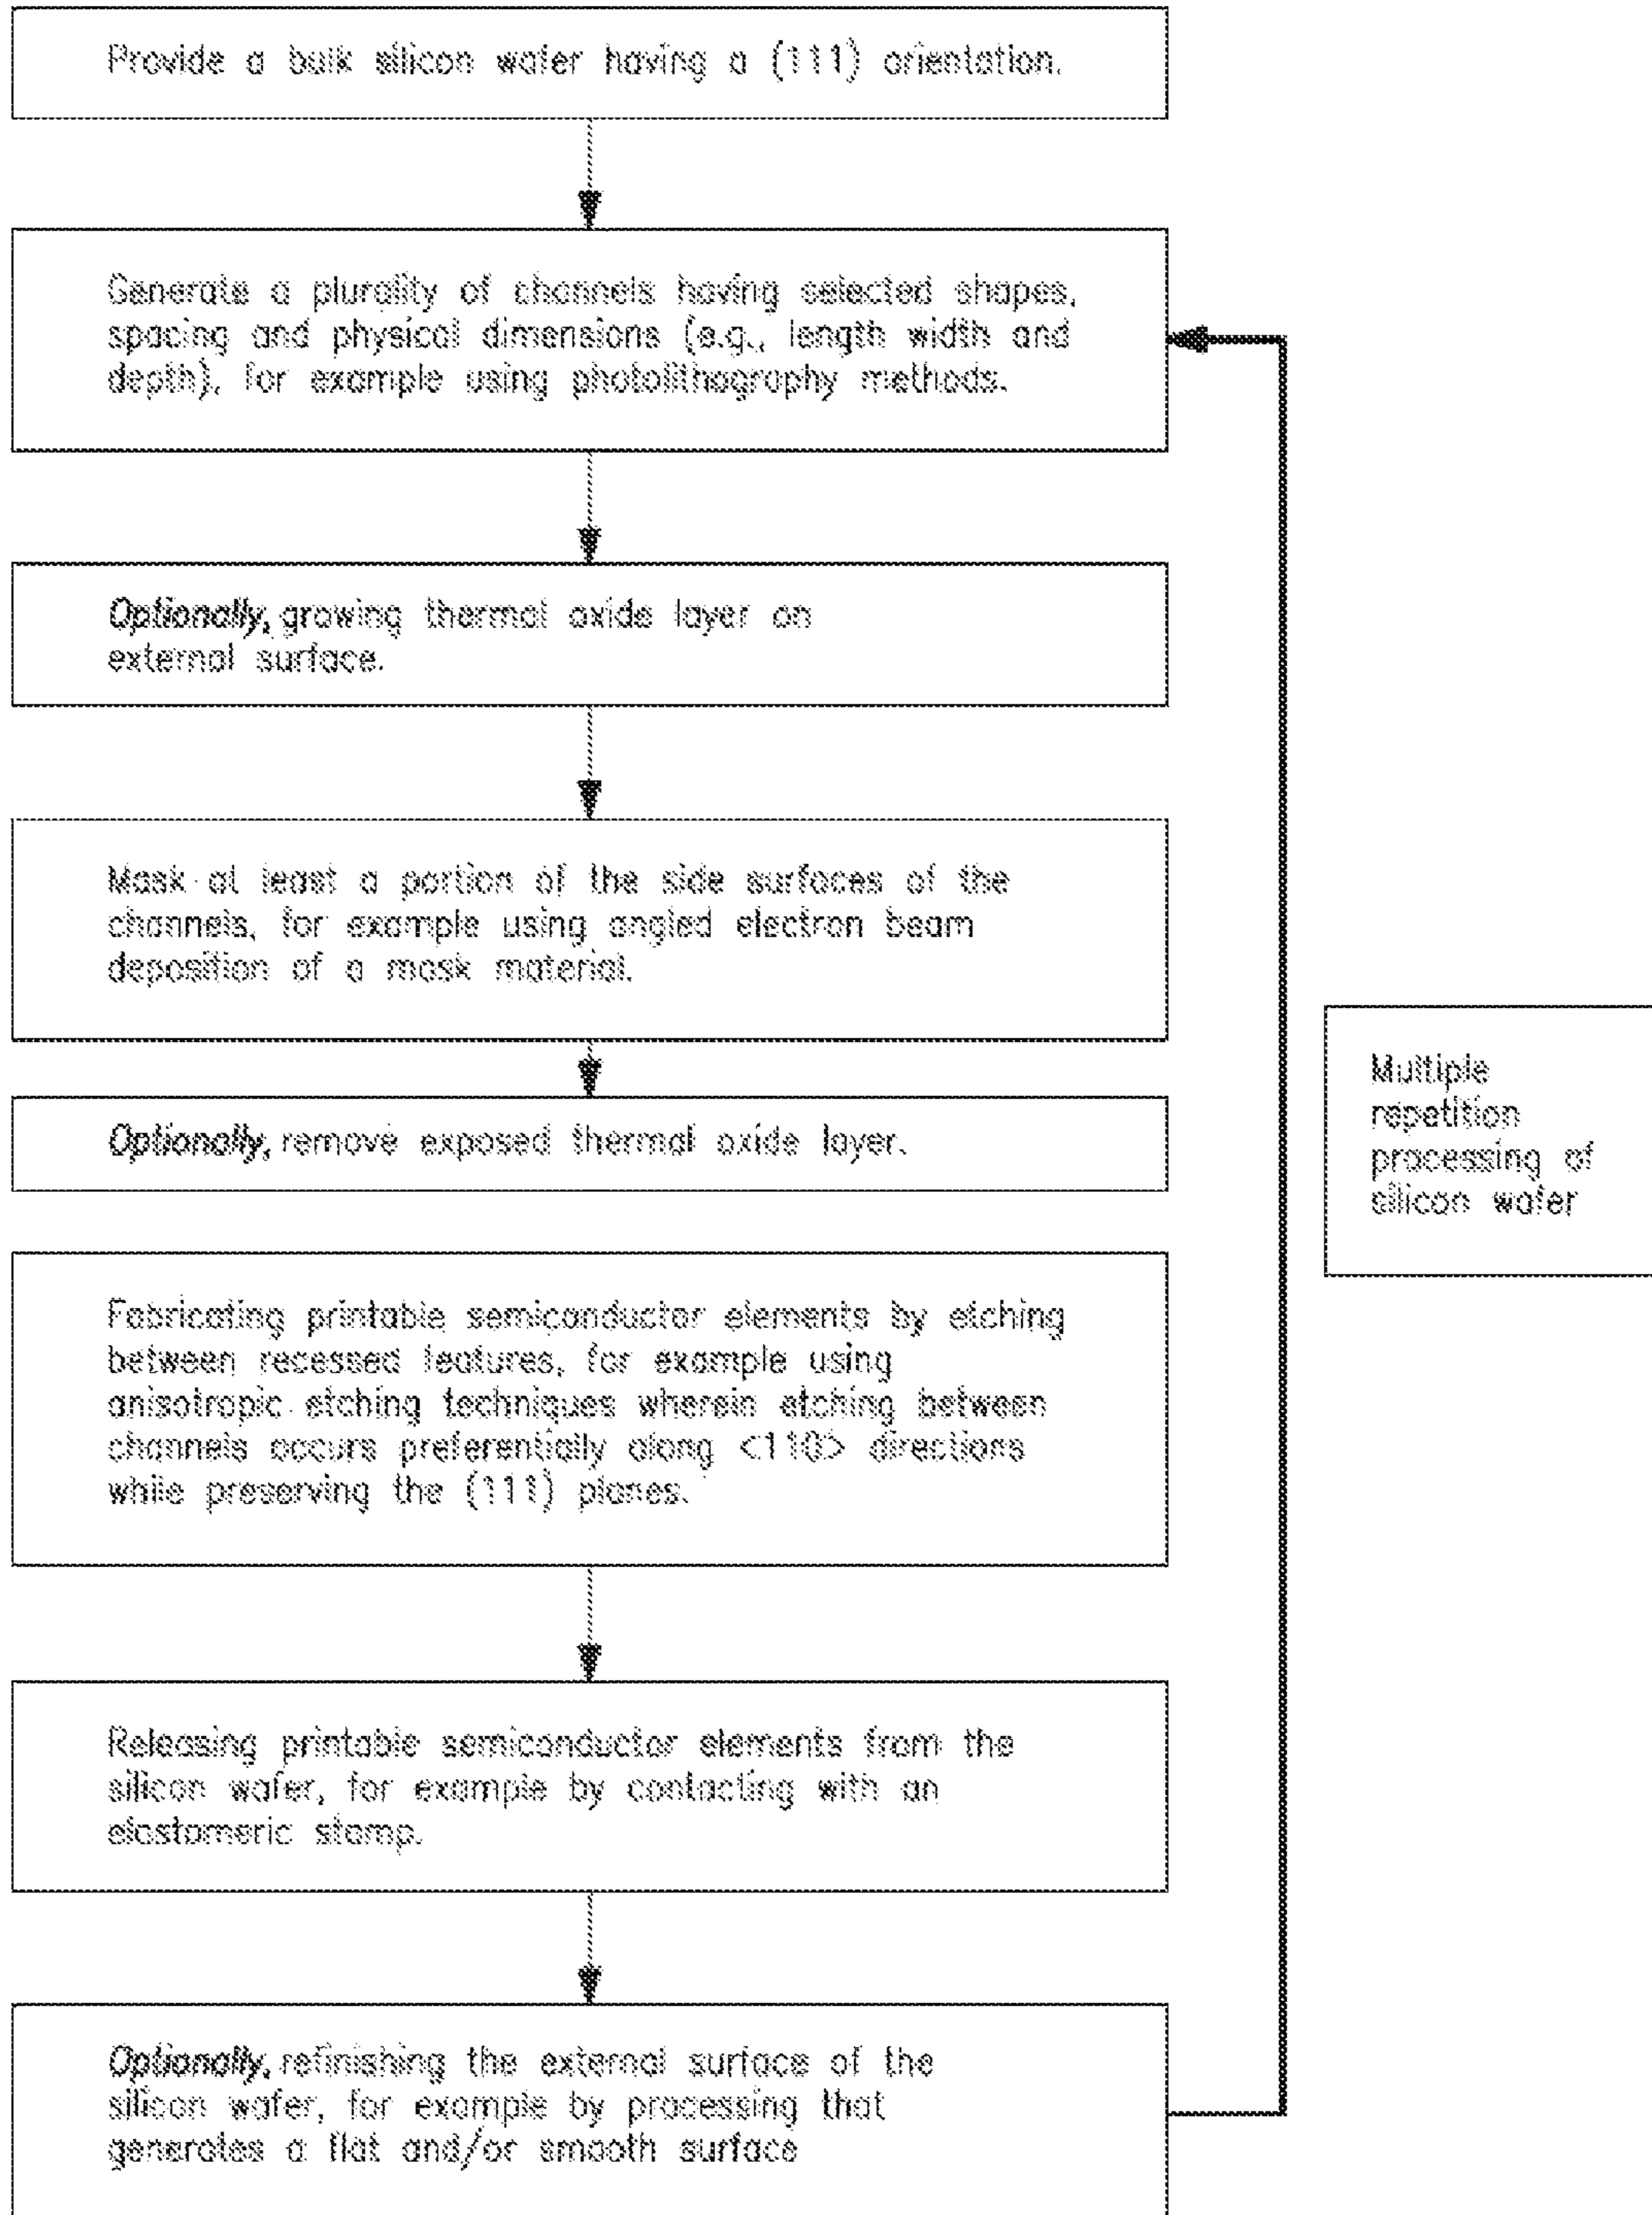 Provide a bulk silicon wafer having a (111) orientation.
Generate a plurality of channels having selected shapes,
spacing and physical dimensions (e.g., length width and
depth), for example using photolithography methods.
Optionally, growing thermal oxide layer on
external surface.
Mask at least a portion of the side surfaces of the
channels, for example using angled electron beam
deposition of a mask material.
Optionally, remove exposed thermal oxide layer.
Multiple
repetition
processing of
silicon wafer
Fabricating printable semiconductor elements by etching
between recessed features, for example using
anisotropic etching techniques wherein etching between
channels occurs preferentially along <110> directions
while preserving the (111) planes.
Releasing printable semiconductor elements from the
silicon wafer, for example by contacting with an
elastomeric stamp.
Optionally, refinishing the external surface of the
silicon wafer, for example by processing that
generates a flat and/or smooth surface